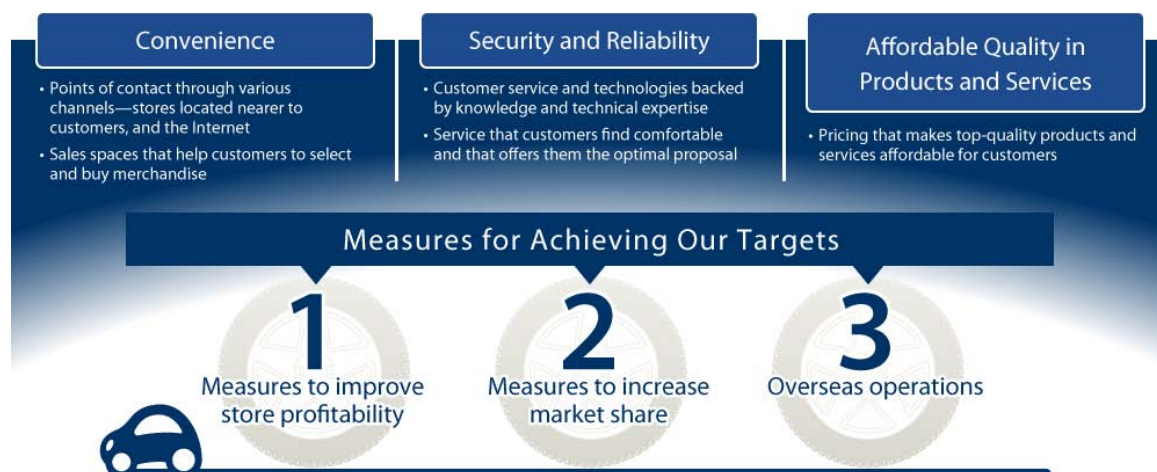 Convenience
• Points of contact through various
channels—stores located nearer to
customers, and the Internet
• Sales spaces that help customers to select
and buy merchandise
Security and Reliability
• Customer service and technologies backed
by knowledge and technical expertise
• Service that customers find comfortable
and that offers them the optimal proposal
Affordable Quality in
Products and Services
• Pricing that makes top-quality products and
services affordable for customers
Measures for Achieving Our Targets
1
Measures to improve
store profitability
2
Measures to increase
market share
3
Overseas operations